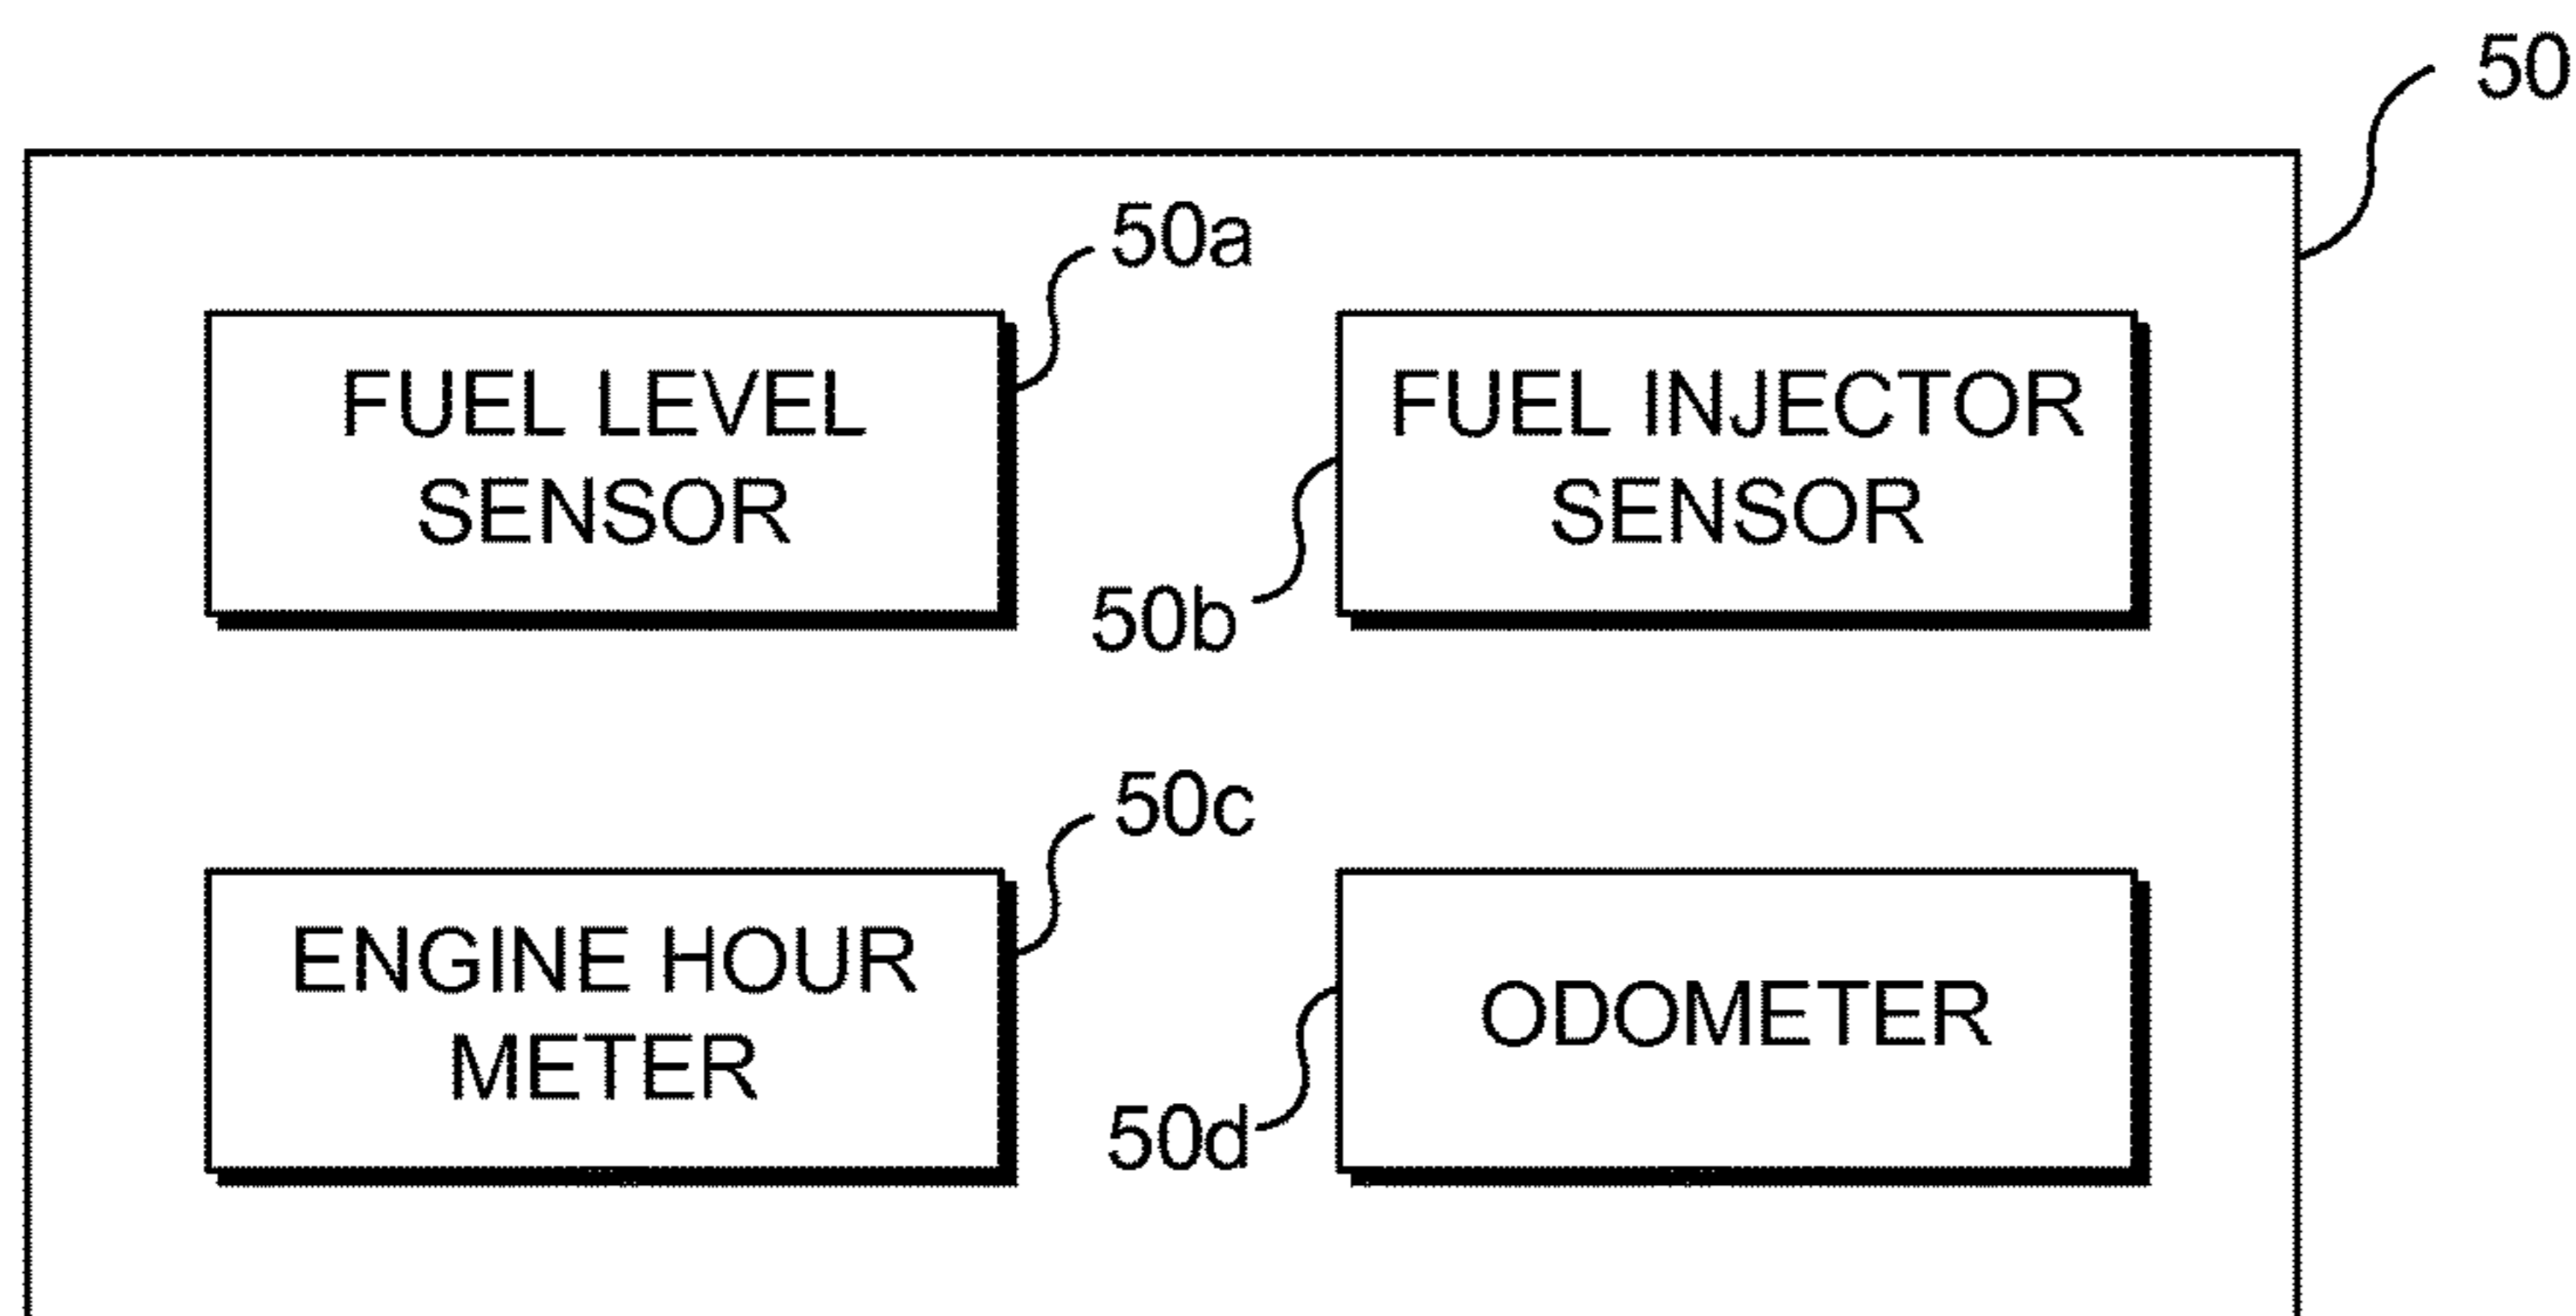 50
50a
FUEL LEVEL
SENSOR
FUEL INJECTOR
SENSOR
50b
50c
ENGINE HOUR
METER
ODOMETER
50d